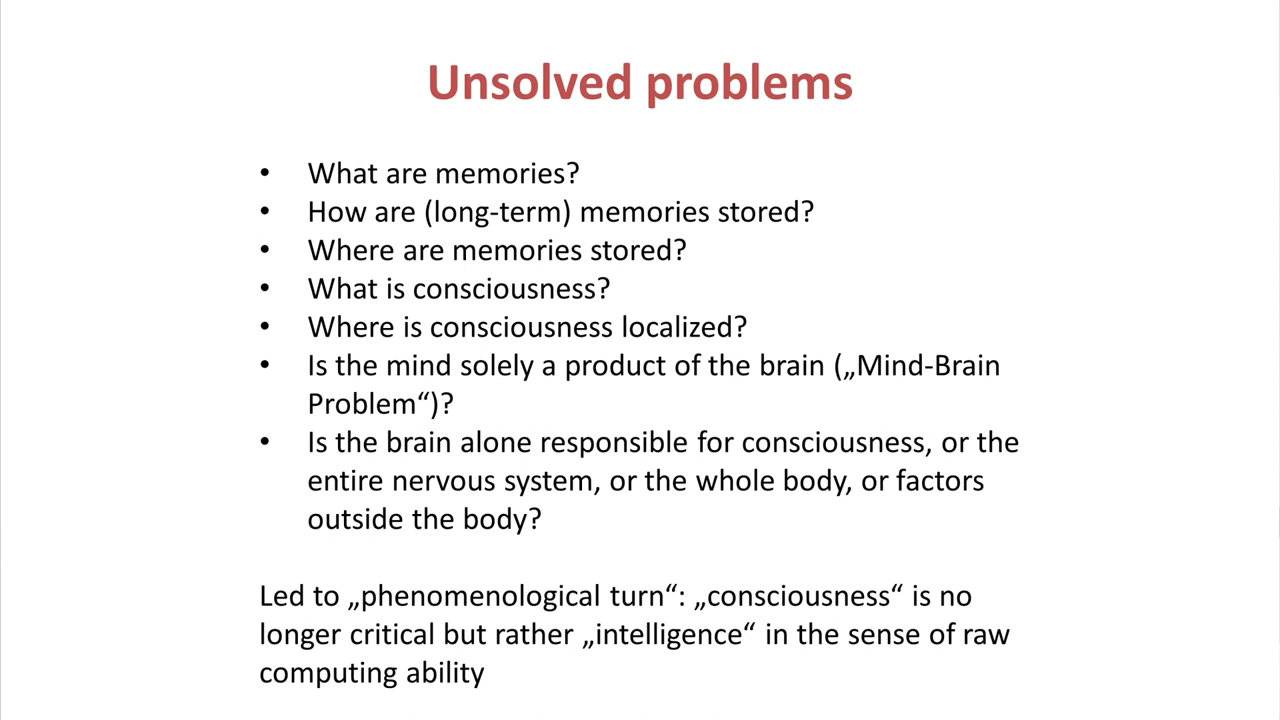 Unsolved problems
• What are memories?
• How are (long-term) memories stored?
• Where are memories stored?
• What is consciousness?
• Where is consciousness localized?
• Is the mind solely a product of the brain („Mind-Brain
Problem“)?
• Is the brain alone responsible for consciousness, or the
entire nervous system, or the whole body, or factors
outside the body?
Led to „phenomenological turn“: „consciousness“ is no
longer critical but rather „intelligence“ in the sense of raw
computing ability